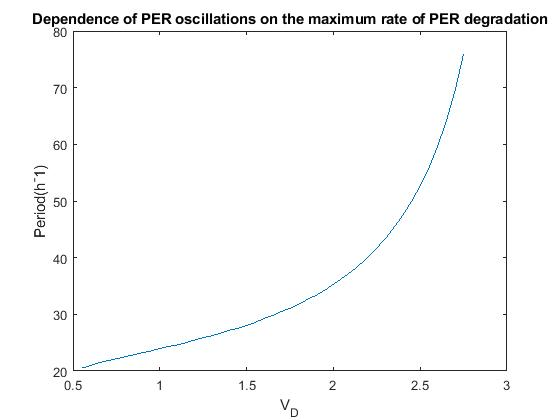 Dependence of PER oscillations on the maximum rate of PER degradation
80
70
60
50
40
30
20
Period(h-1)
0.5 1 1.5 2 2.5 3
V_D